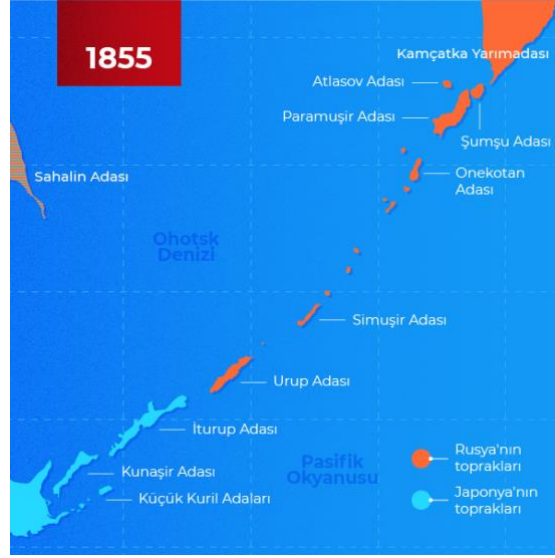 1855
Kamçatka Yarımadası
Atlasov Adası
Paramuşir Adası
Şumşu Adası
Onekotan
Adası
Sahalin Adası
Ohotsk
Denizi
Simuşir Adası
Urup Adası
İturup Adası
Kunaşir Adası
Küçük Kuril Adaları
Pasifik
Okyanusu
Rusya'nın
toprakları
Japonya'nın
toprakları